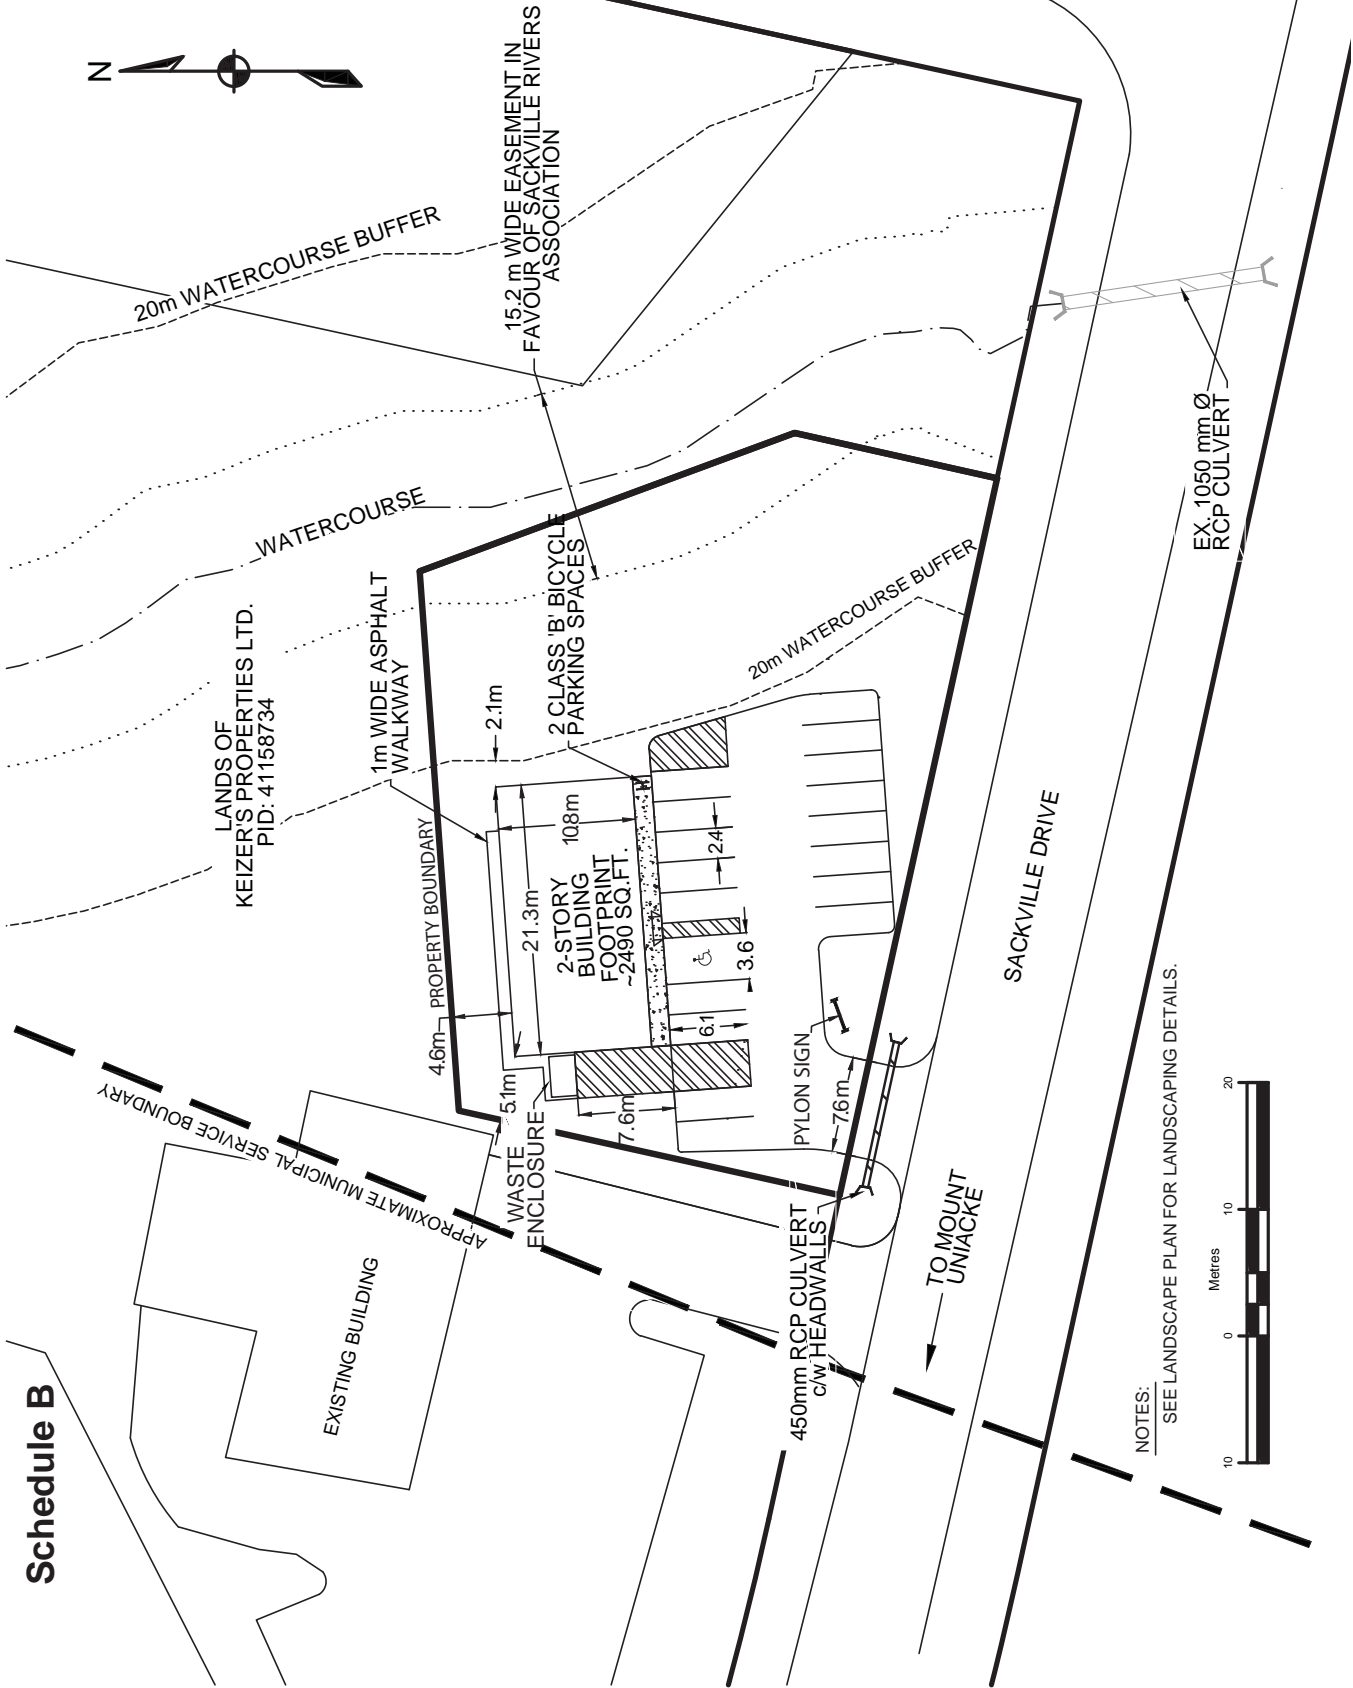 Schedule B
N
20m WATERCOURSE BUFFER
15.2 m WIDE EASEMENT IN
FAVOUR OF SACKVILLE RIVERS
ASSOCIATION
WATERCOURSE
LANDS OF
KEIZER'S PROPERTIES LTD.
PID: 41158734
1m WIDE ASPHALT
WALKWAY
2.1m
2 CLASS 'B' BICYCLE
PARKING SPACES
20m WATERCOURSE BUFFER
PROPERTY BOUNDARY
4.6m
21.3m
10.8m
2-STORY
BUILDING
FOOTPRINT
~2490 SQ.FT.
2.4
3.6
6.1
5.1m
7.6m
WASTE
ENCLOSURE
PYLON SIGN
7.6m
APPROXIMATE MUNICIPAL SERVICE BOUNDARY
EXISTING BUILDING
450mm RCP CULVERT
c/w HEADWALLS
EX. 1050 mm Ø
RCP CULVERT
SACKVILLE DRIVE
TO MOUNT
UNIACKE
NOTES:
SEE LANDSCAPE PLAN FOR LANDSCAPING DETAILS.
Metres
10 0 10 20